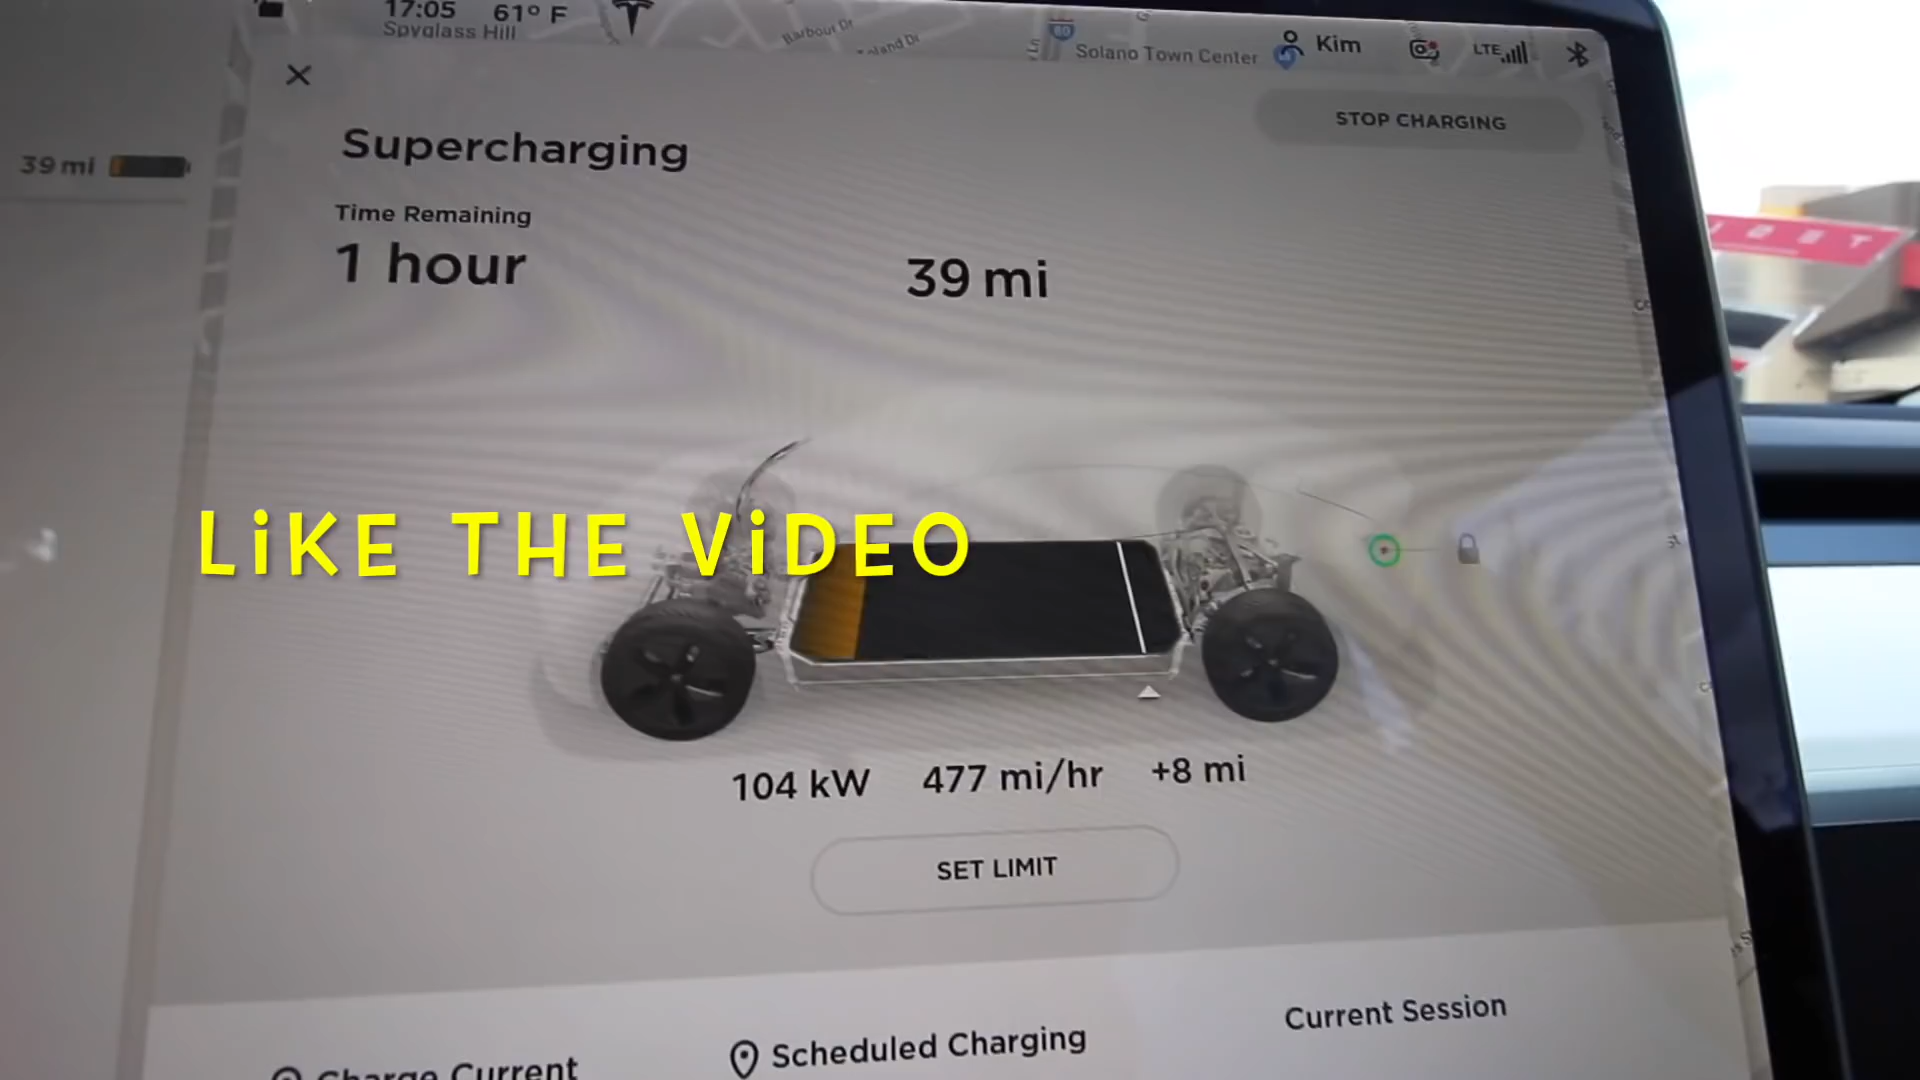 17:05 61° F
Spyglass Hill
Barbour Dr
Solano Town Center
80
Kim
LTE
STOP CHARGING
39 mi
Supercharging
Time Remaining
1 hour
39 mi
LiKE THE ViDEO
104 kW 477 mi/hr +8 mi
SET LIMIT
Current Session
Scheduled Charging
Charge Current